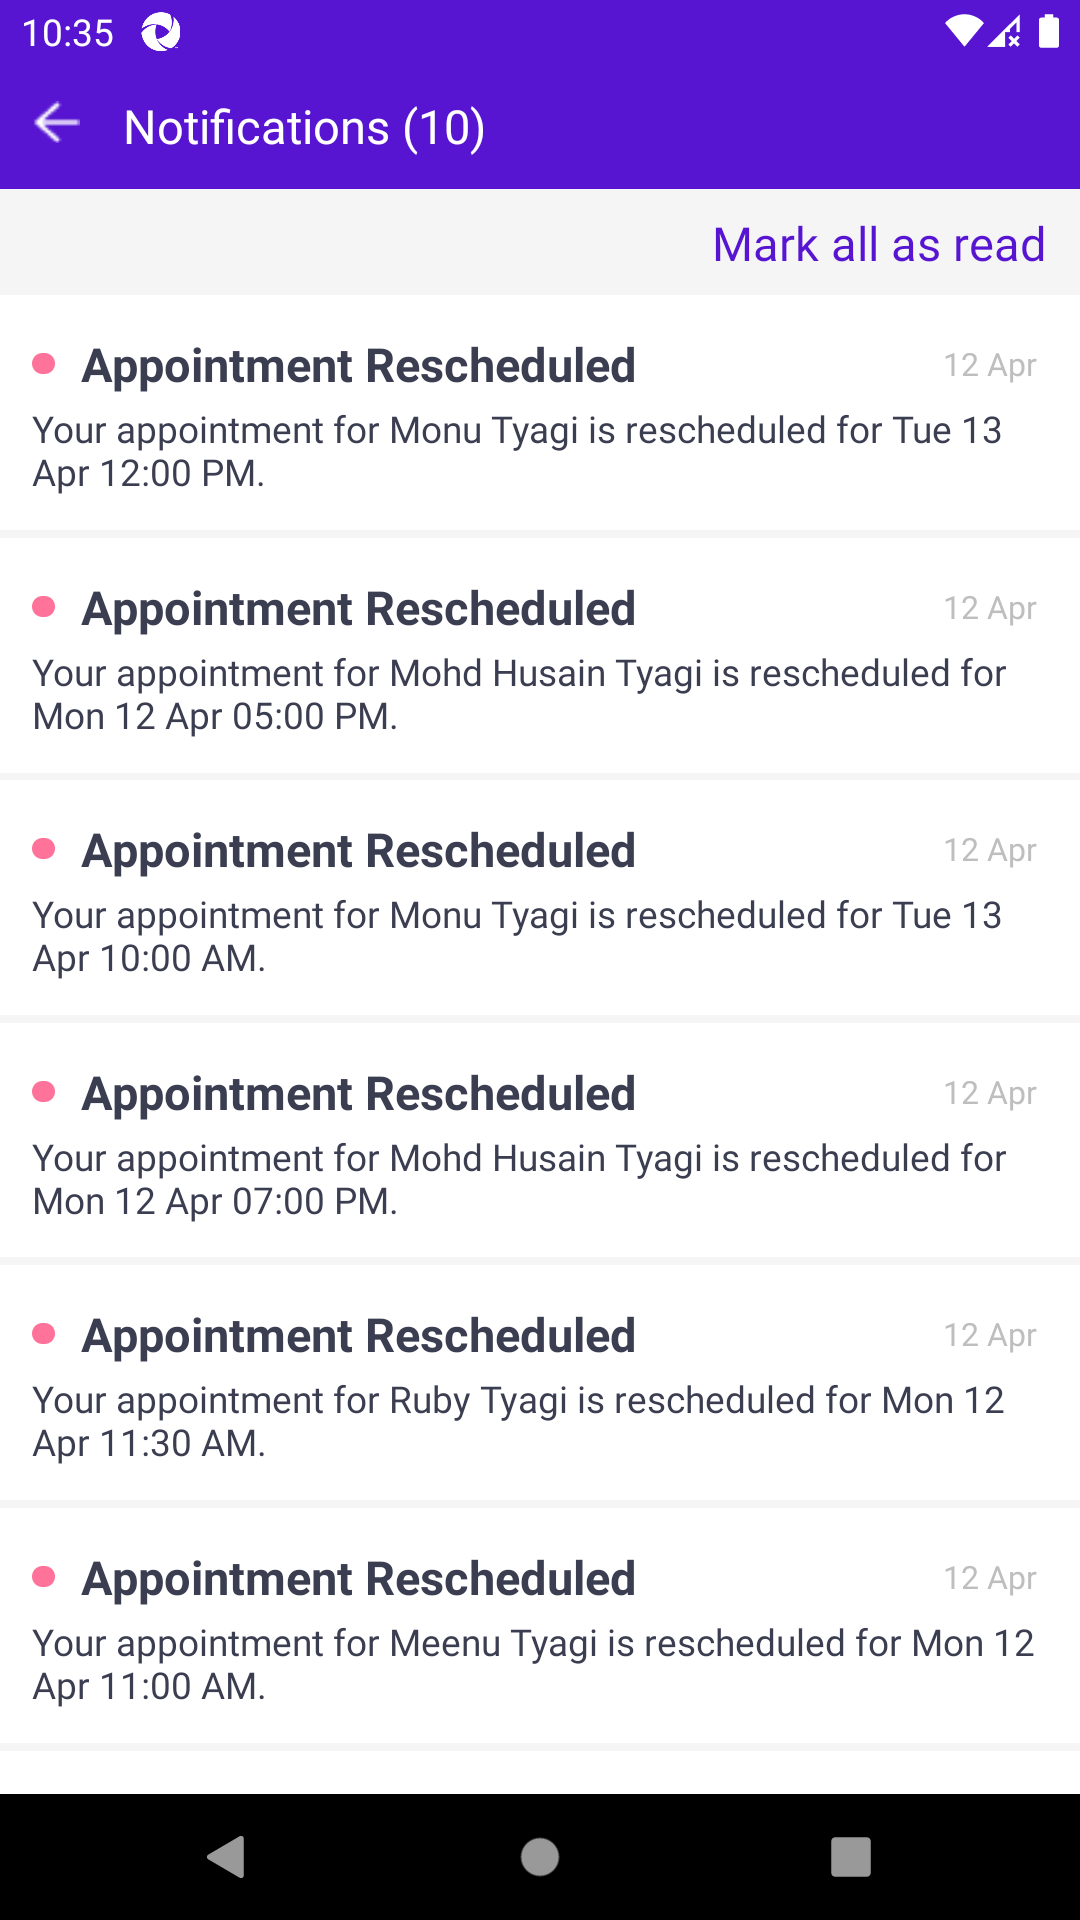 10:35
Notifications (10)
Mark all as read
Appointment Rescheduled 12 Apr
Your appointment for Monu Tyagi is rescheduled for Tue 13
Apr 12:00 PM.
Appointment Rescheduled 12 Apr
Your appointment for Mohd Husain Tyagi is rescheduled for
Mon 12 Apr 05:00 PM.
Appointment Rescheduled 12 Apr
Your appointment for Monu Tyagi is rescheduled for Tue 13
Apr 10:00 AM.
Appointment Rescheduled 12 Apr
Your appointment for Mohd Husain Tyagi is rescheduled for
Mon 12 Apr 07:00 PM.
Appointment Rescheduled 12 Apr
Your appointment for Ruby Tyagi is rescheduled for Mon 12
Apr 11:30 AM.
Appointment Rescheduled 12 Apr
Your appointment for Meenu Tyagi is rescheduled for Mon 12
Apr 11:00 AM.